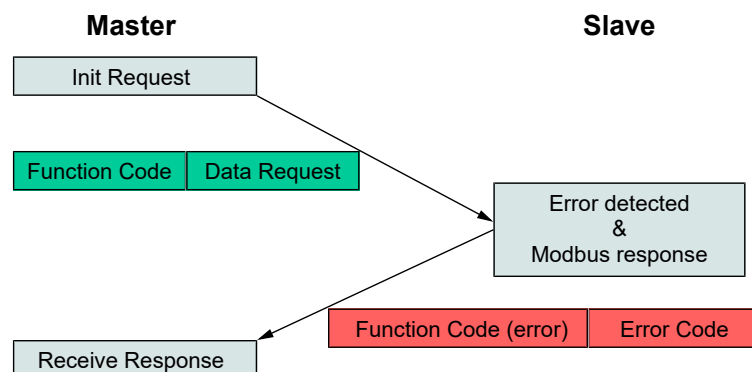 Master
Slave
Init Request
Function Code
Data Request
Error detected
&
Modbus response
Function Code (error)
Error Code
Receive Response